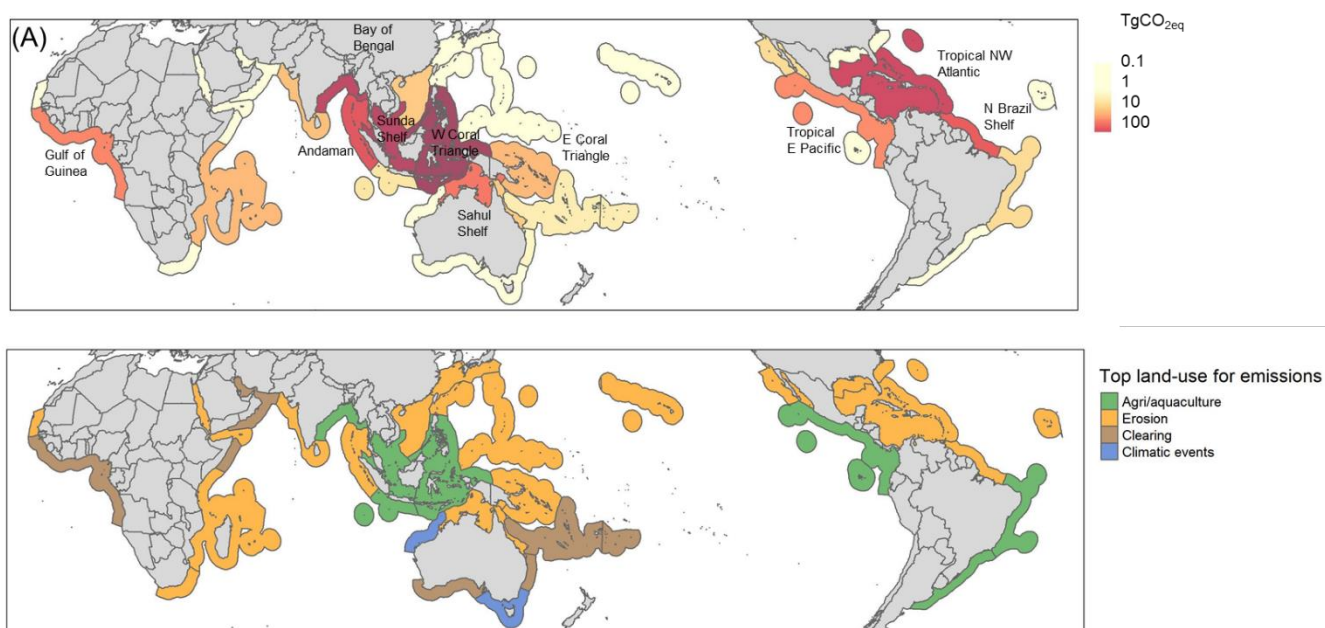 (A)
Bay of
Bengal
Gulf of
Guinea
Andaman
Sunda
Shelf
W Coral
Triangle
E Coral
Triangle
Sahul
Shelf
Tropical
E Pacific
Tropical NW
Atlantic
N Brazil
Shelf
TgCO2eq
0.1
1
10
100
Top land-use for emissions
Agri/aquaculture
Erosion
Clearing
Climatic events